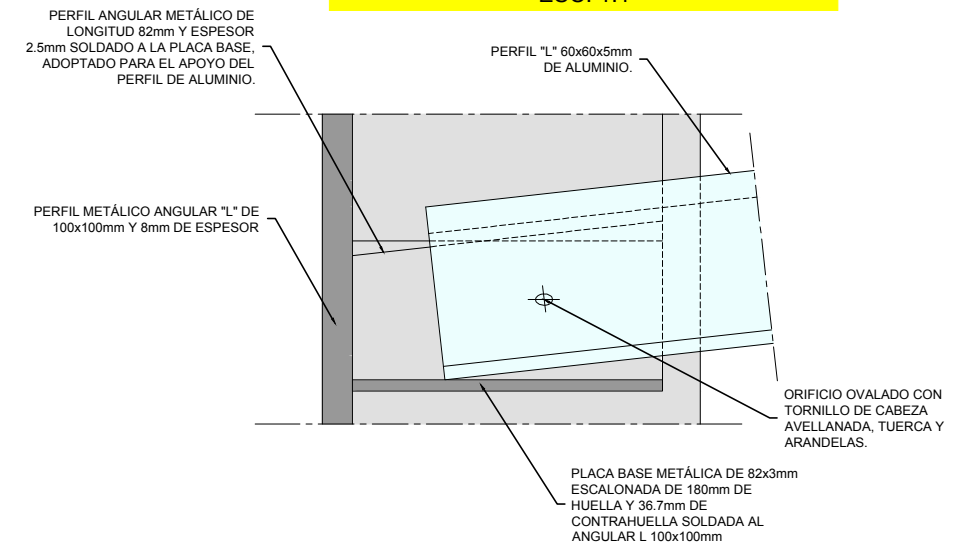 PERFIL ANGULAR METÁLICO DE
LONGITUD 82mm Y ESPESOR
2.5mm SOLDADO A LA PLACA BASE,
ADOPTADO PARA EL APOYO DEL
PERFIL DE ALUMINIO.
PERFIL "L" 60x60x5mm
DE ALUMINIO.
PERFIL METÁLICO ANGULAR "L" DE
100x100mm Y 8mm DE ESPESOR
ORIFICIO OVALADO CON
TORNILLO DE CABEZA
AVELLANADA, TUERCA Y
ARANDELAS.
PLACA BASE METÁLICA DE 82x3mm
ESCALONADA DE 180mm DE
HUELLA Y 36.7mm DE
CONTRAHUELLA SOLDADA AL
ANGULAR L 100x100mm